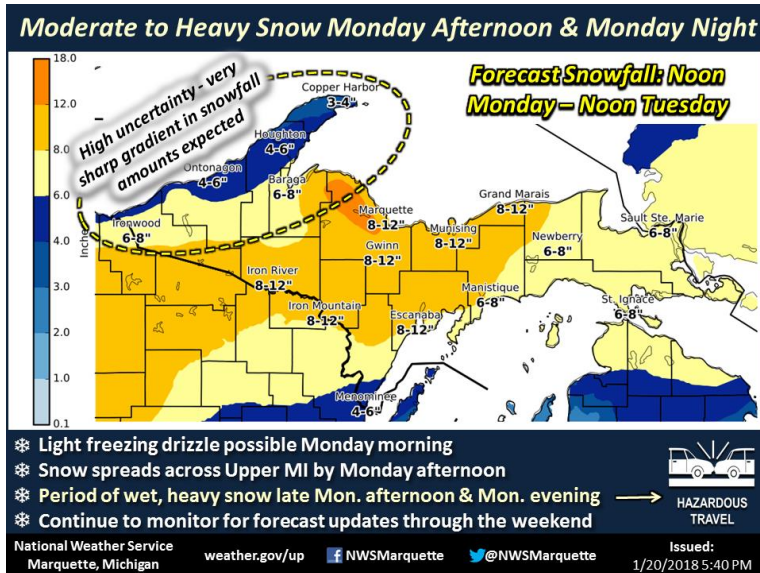 Moderate to Heavy Snow Monday Afternoon & Monday Night
18.0
12.0
8.0
6.0
4.0
3.0
2.0
1.0
0.1
Inches
High uncertainty - very
sharp gradient in snowfall
amounts expected
Forecast Snowfall: Noon
Monday – Noon Tuesday
Copper Harbor
3-4"
Houghton
4-6"
Ontonagon
4-6"
Baraga
6-8"
Ironwood
6-8"
Marquette
8-12"
Munising
8-12"
Grand Marais
8-12"
Sault Ste. Marie
6-8"
Newberry
6-8"
Gwinn
8-12"
Iron River
8-12"
Iron Mountain
8-12"
Escanaba
8-12"
Manistique
6-8"
St. Ignace
6-8"
Menominee
4-6"
Light freezing drizzle possible Monday morning
Snow spreads across Upper MI by Monday afternoon
Period of wet, heavy snow late Mon. afternoon & Mon. evening
Continue to monitor for forecast updates through the weekend
HAZARDOUS
TRAVEL
National Weather Service
Marquette, Michigan
weather.gov/up
f NWSMarquette
@NWSMarquette
Issued:
1/20/2018 5:40 PM